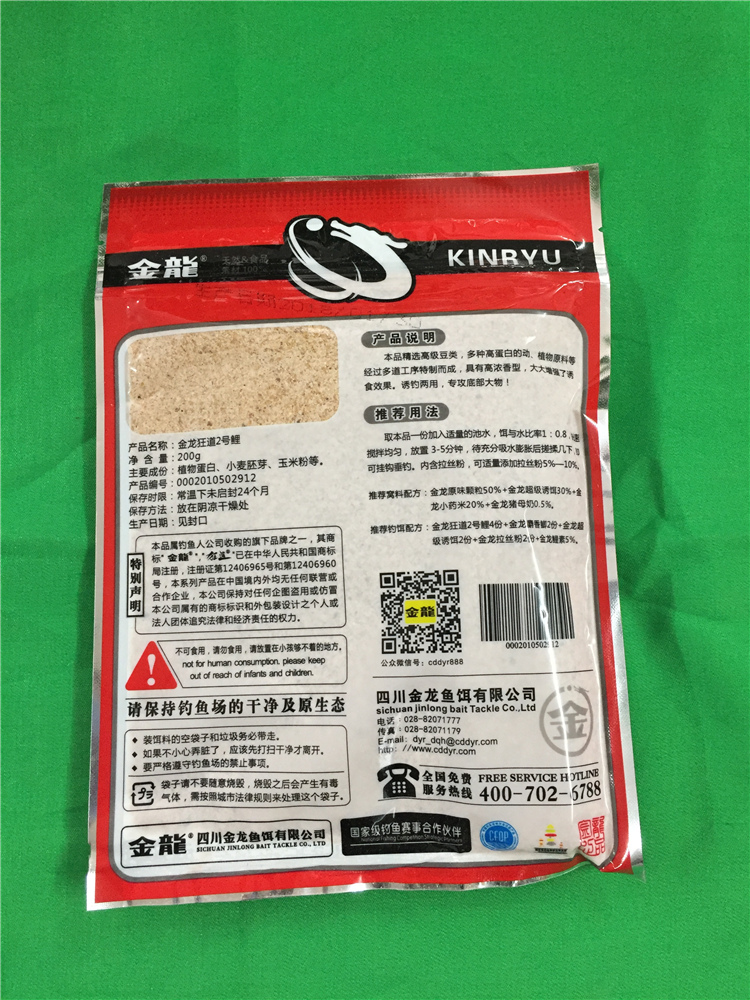 金龍®
KINRYU
产品说明
本品精选高级豆类，多种高蛋白的动、植物原料等
经过多道工序特制而成，具有高浓香型，大大增强了诱
食效果。诱钓两用，专攻底部大物！
推荐用法
取本品一份加入适量的池水，饵与水比率1：0.8，
搅拌均匀，放置 3-5分钟，待充分吸水膨胀后搓揉几下，即
可挂钩垂钓。内含拉丝粉，可适量添加拉丝粉5%—10%。
推荐窝料配方：金龙原味颗粒50%+金龙超级诱饵30%+金
龙小药米20%+金龙猪母奶0.5%。
推荐钓饵配方：金龙狂道2号鲤4份+金龙麝香鲫2份+金龙超
级诱饵2份+金龙拉丝粉2份+金龙鲤素5%。
产品名称：金龙狂道2号鲤
净 含 量：200g
主要成份：植物蛋白、小麦胚芽、玉米粉等。
产品编号：0002010502912
保存时限：常温下未启封24个月
保存方法：放在阴凉干燥处
生产日期：见封口
特别声明
本品属钓鱼人公司收购的旗下品牌之一，其商
标"金龍"、 已在中华人民共和国商标
局注册，注册证第12406965号和第12406960
号，本系列产品在中国境内外均无任何联营或
合作企业，本公司保持对任何企图盗用或仿置
本公司属有的商标标识和外包装设计之个人或
法人团体追究法律和经济责任的权力。
不可食用，请勿食用，请放置在小孩够不着的地方。
not for human consumption. please keep
out of reach of infants and children.
请保持钓鱼场的干净及原生态
装饵料的空袋子和垃圾务必带走。
如果不小心弄脏了，应该先打扫干净才离开。
要严格遵守钓鱼场的禁止事项。
袋子请不要随意烧毁，烧毁之后会产生有毒
气体，需按照城市法律规则来处理这个袋子。
金龍®
四川金龙鱼饵有限公司
SICHUAN JINLONG BAIT TACKLE CO.,LTD
金龍
公众微信号：cddyr888
0002010502912
四川金龙鱼饵有限公司
sichuan jinlong bait Tackle Co.,Ltd
电话：028-82071777
传真：028-82071179
E-mail: dyr_dqh@cddyr.com
http: //www.cddyr.com
金
全国免费
服务热线
FREE SERVICE HOTLINE
400-702-6788
国家级钓鱼赛事合作伙伴
National Fishing Competition Strategic Partners
CFOP